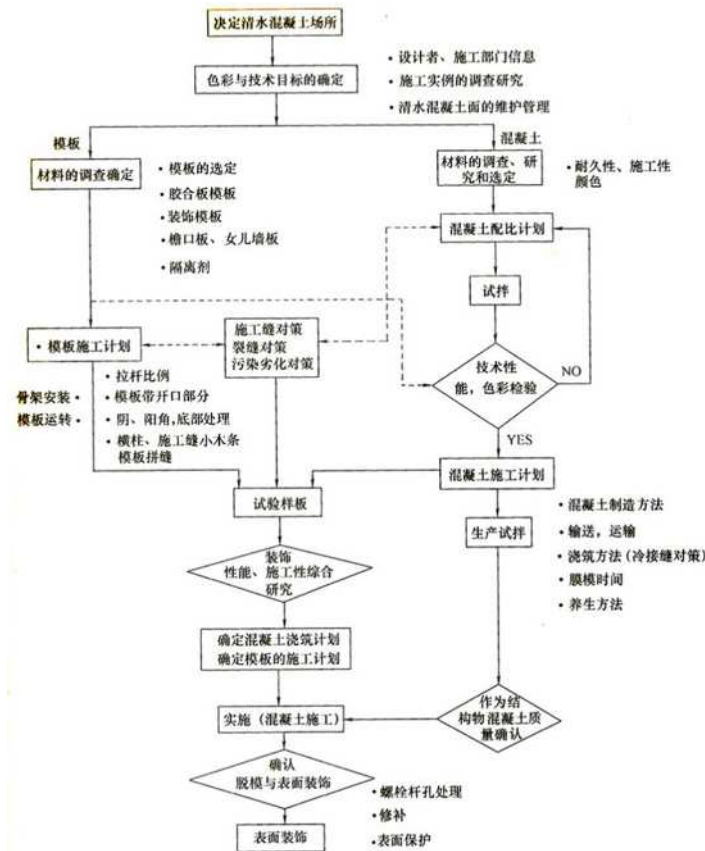 决定清水混凝土场所
色彩与技术目标的确定
• 设计者、施工部门信息
• 施工实例的调查研究
• 清水混凝土面的维护管理
模板
混凝土
材料的调查确定
• 模板的选定
• 胶合板模板
• 装饰模板
• 檐口板、女儿墙板
• 隔离剂
材料的调查、研
究和选定
• 耐久性、施工性
颜色
混凝土配比计划
试拌
• 模板施工计划
施工缝对策
裂缝对策
污染劣化对策
技术性
能，色彩检验
NO
YES
• 拉杆比例
骨架安装 •
• 模板带开口部分
模板运转 •
• 阴、阳角,底部处理
• 横柱、施工缝小木条
模板拼缝
混凝土施工计划
试验样板
生产试拌
• 混凝土制造方法
• 输送，运输
• 浇筑方法(冷接缝对策)
• 膜模时间
• 养生方法
装饰
性能、施工性综合
研究
确定混凝土浇筑计划
确定模板的施工计划
作为结
构物混凝土质
量确认
实施（混凝土施工）
确认
脱模与表面装饰
• 螺栓杆孔处理
• 修补
• 表面保护
表面装饰